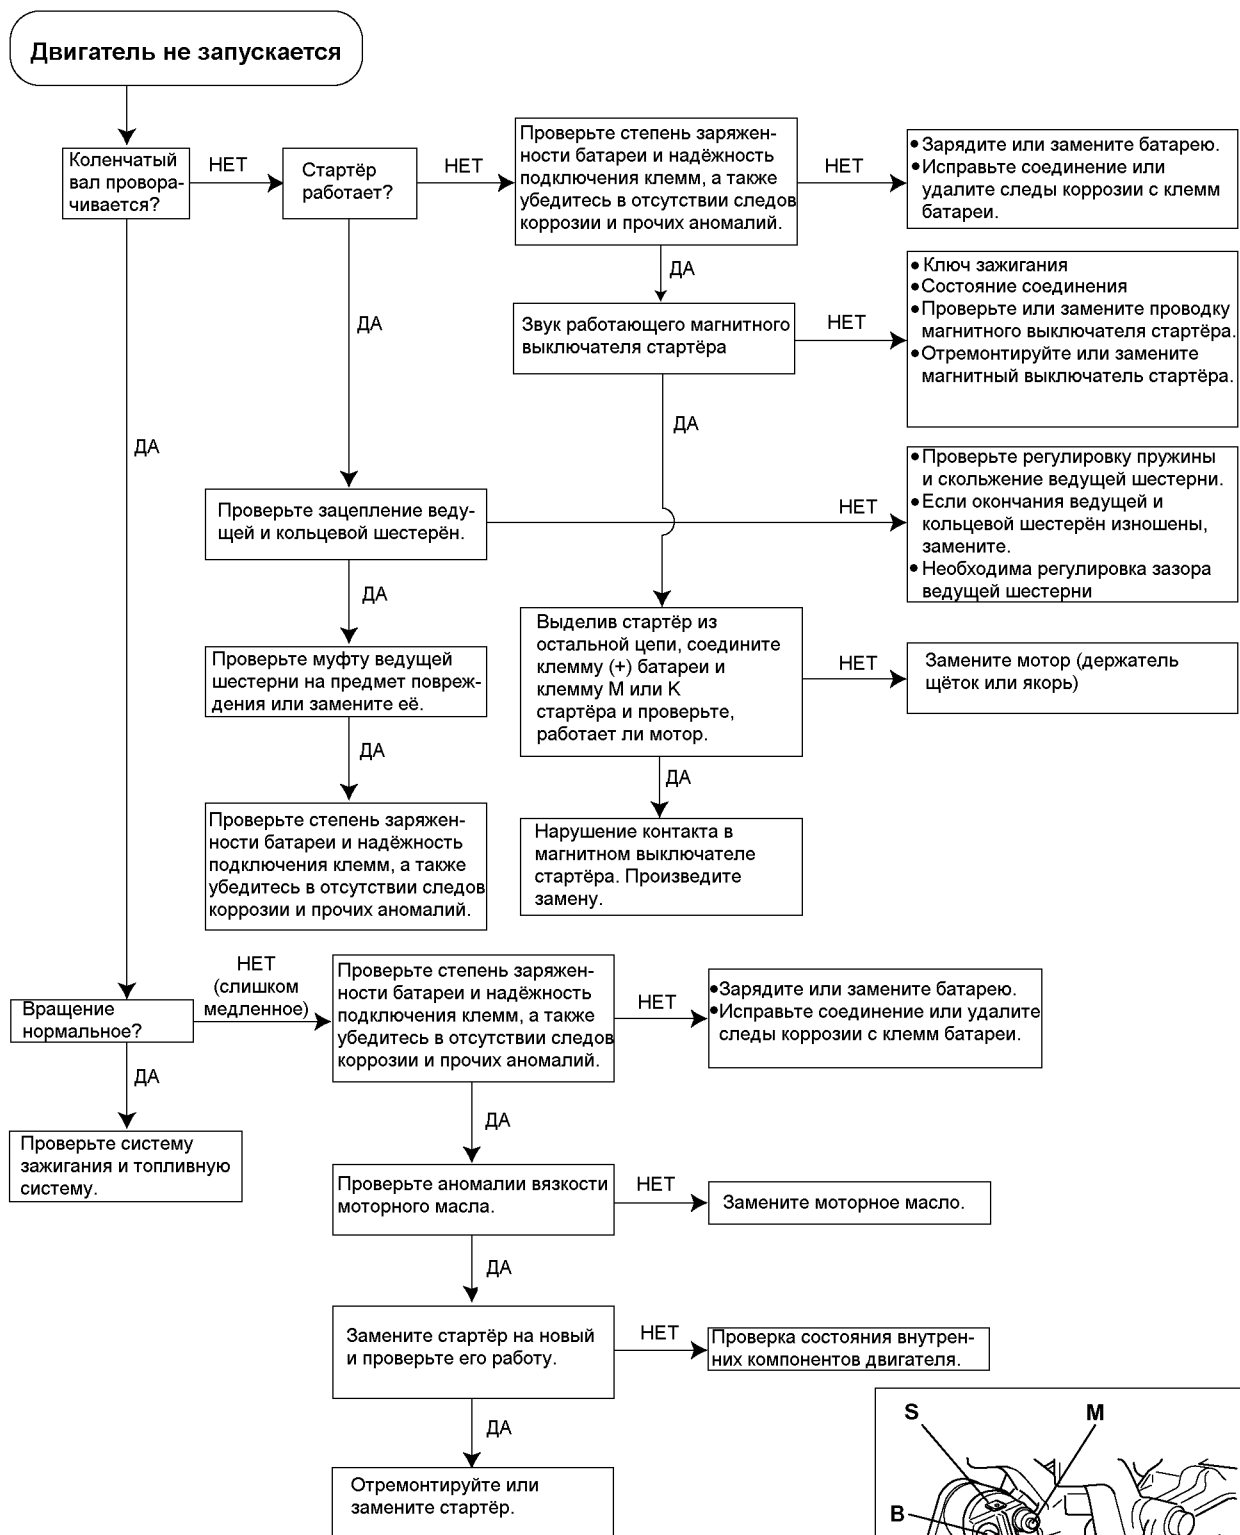 Двигатель не запускается
Коленчатый
вал провора-
чивается?
НЕТ
Стартёр
работает?
НЕТ
Проверьте степень заряжен-
ности батареи и надёжность
подключения клемм, а также
убедитесь в отсутствии следов
коррозии и прочих аномалий.
НЕТ
●Зарядите или замените батарею.
●Исправьте соединение или
удалите следы коррозии с клемм
батареи.
ДА
Звук работающего магнитного
выключателя стартёра
НЕТ
●Ключ зажигания
●Состояние соединения
●Проверьте или замените проводку
магнитного выключателя стартёра.
●Отремонтируйте или замените
магнитный выключатель стартёра.
ДА
ДА
ДА
Проверьте зацепление веду-
щей и кольцевой шестерён.
НЕТ
●Проверьте регулировку пружины
и скольжение ведущей шестерни.
●Если окончания ведущей и
кольцевой шестерён изношены,
замените.
●Необходима регулировка зазора
ведущей шестерни
ДА
Проверьте муфту ведущей
шестерни на предмет повреж-
дения или замените её.
ДА
Проверьте степень заряжен-
ности батареи и надёжность
подключения клемм, а также
убедитесь в отсутствии следов
коррозии и прочих аномалий.
Выделив стартёр из
остальной цепи, соедините
клемму (+) батареи и
клемму М или К
стартёра и проверьте,
работает ли мотор.
НЕТ
Замените мотор (держатель
щёток или якорь)
ДА
Нарушение контакта в
магнитном выключателе
стартёра. Произведите
замену.
Вращение
нормальное?
НЕТ
(слишком
медленное)
Проверьте степень заряжен-
ности батареи и надёжность
подключения клемм, а также
убедитесь в отсутствии следов
коррозии и прочих аномалий.
НЕТ
●Зарядите или замените батарею.
●Исправьте соединение или удалите
следы коррозии с клемм батареи.
ДА
Проверьте систему
зажигания и топливную
систему.
ДА
Проверьте аномалии вязкости
моторного масла.
НЕТ
Замените моторное масло.
ДА
Замените стартёр на новый
и проверьте его работу.
НЕТ
Проверка состояния внутрен-
них компонентов двигателя.
ДА
Отремонтируйте или
замените стартёр.
S
M
B